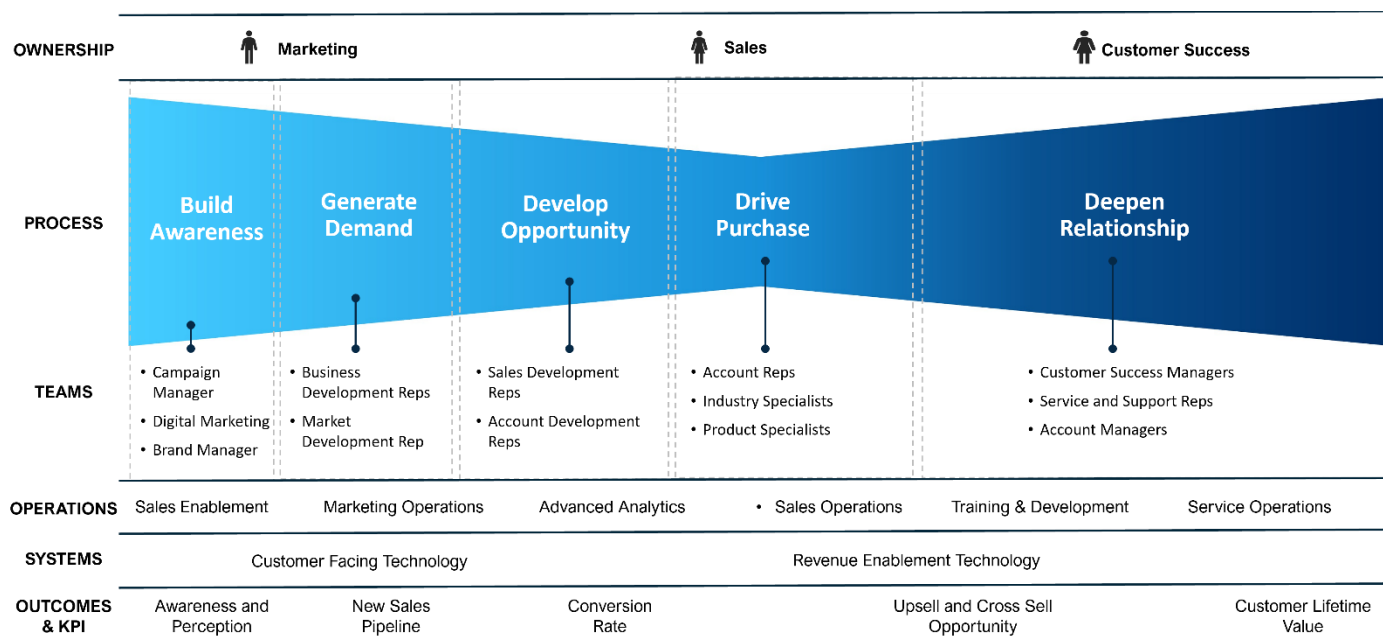 OWNERSHIP
Marketing
Sales
Customer Success
PROCESS
Build
Awareness
Generate
Demand
Develop
Opportunity
Drive
Purchase
Deepen
Relationship
TEAMS
• Campaign
Manager
• Digital Marketing
• Brand Manager
• Business
Development Reps
• Market
Development Rep
• Sales Development
Reps
• Account Development
Reps
• Account Reps
• Industry Specialists
• Product Specialists
• Customer Success Managers
• Service and Support Reps
• Account Managers
OPERATIONS
Sales Enablement
Marketing Operations
Advanced Analytics
• Sales Operations
Training & Development
Service Operations
SYSTEMS
Customer Facing Technology
Revenue Enablement Technology
OUTCOMES
& KPI
Awareness and
Perception
New Sales
Pipeline
Conversion
Rate
Upsell and Cross Sell
Opportunity
Customer Lifetime
Value